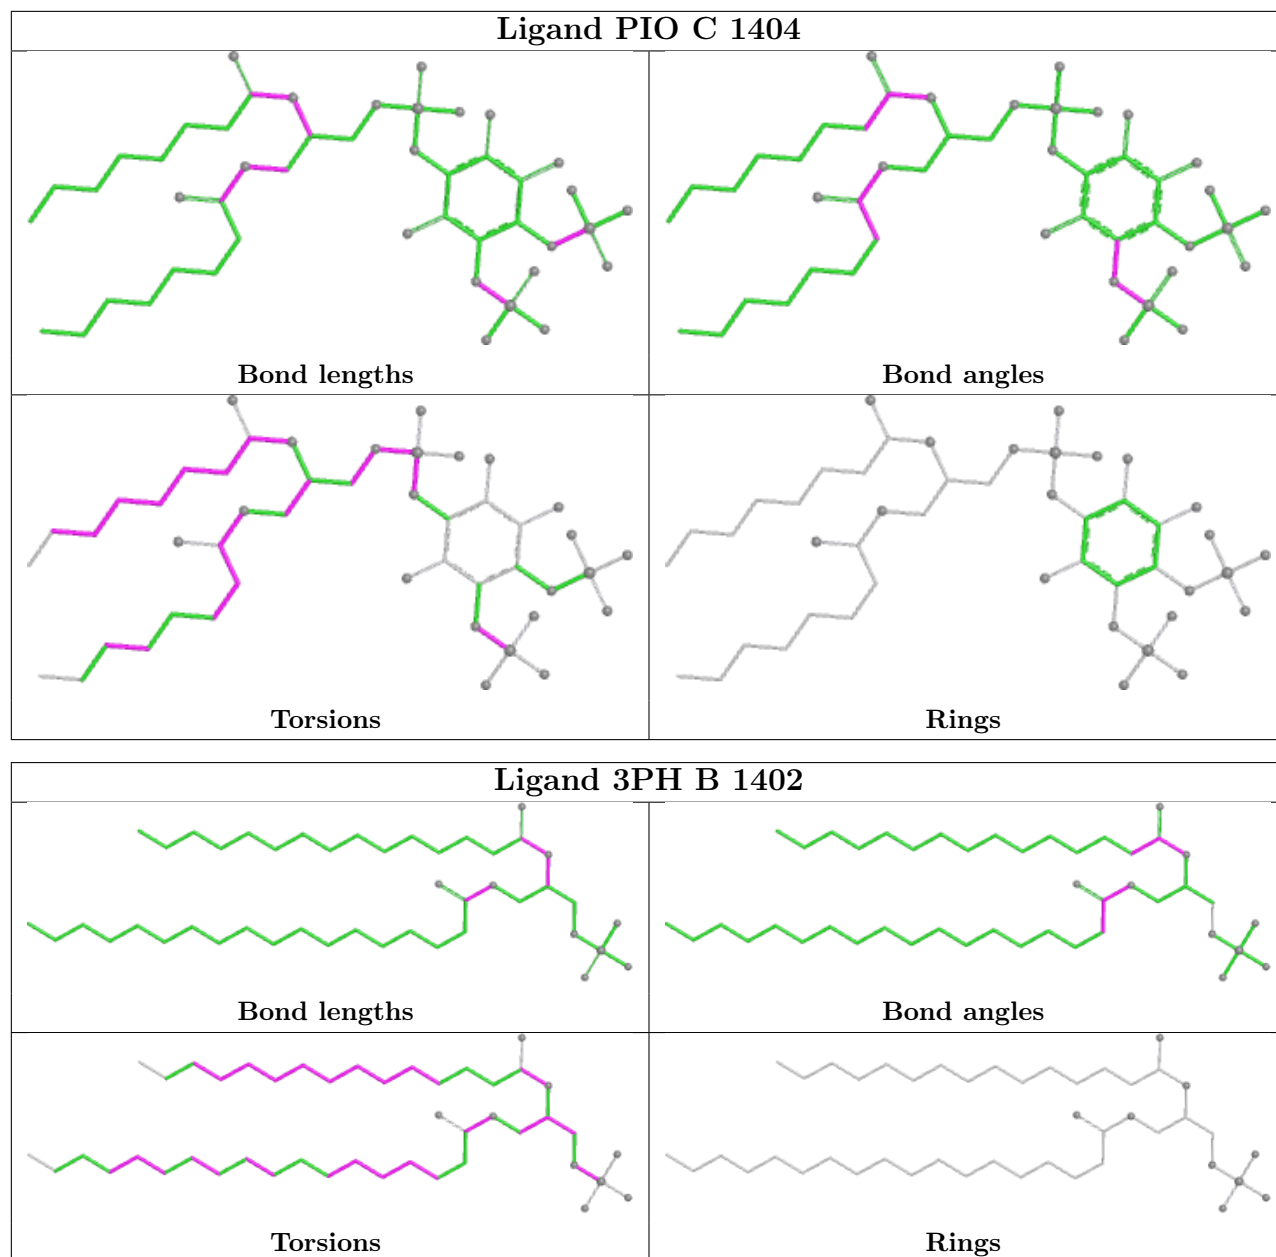 Ligand PIO C 1404
Bond lengths
Bond angles
Torsions
Rings
Ligand 3PH B 1402
Bond lengths
Bond angles
Torsions
Rings